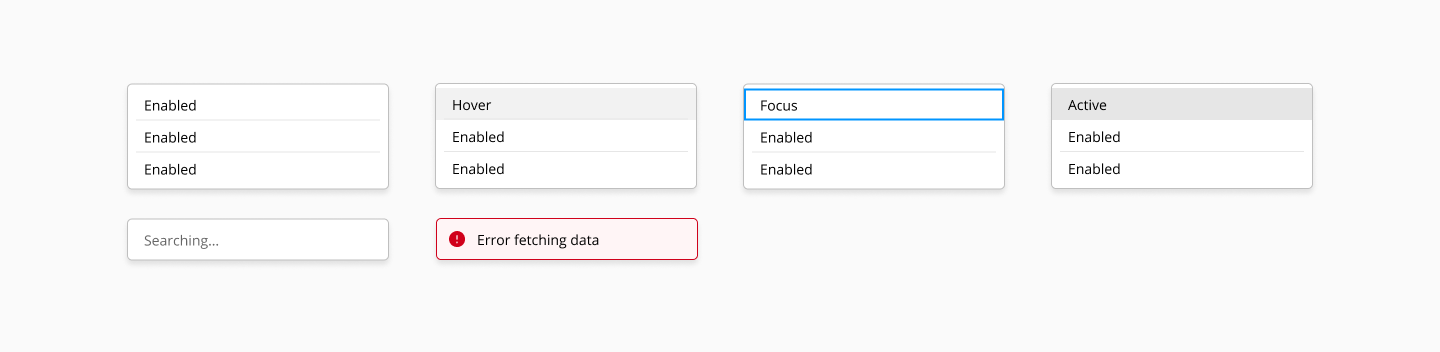 Enabled
Enabled
Enabled
Hover
Enabled
Enabled
Focus
Enabled
Enabled
Active
Enabled
Enabled
Searching...
Error fetching data